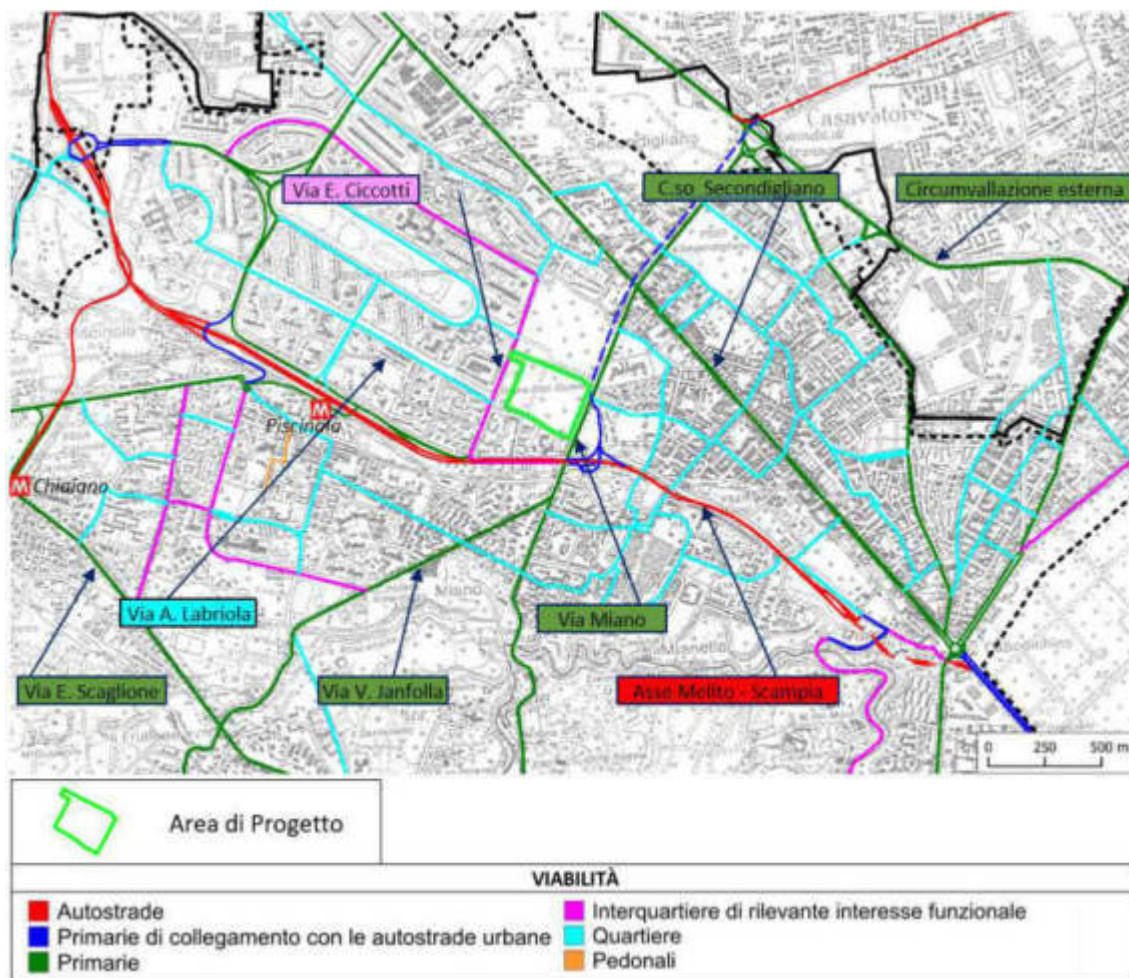 Casavatore
Via E. Ciccotti
C.so Secondigliano
Circumvallazione esterna
M
Piscinola
M
Chiaiano
Via A. Labriola
Miano
Via Miano
Via E. Scaglione
Via V. Janfolla
Asse Melito - Scampia
0 250 500 m
Area di Progetto
VIABILITÀ
Autostrade
Primarie di collegamento con le autostrade urbane
Primarie
Interquartiere di rilevante interesse funzionale
Quartiere
Pedonali